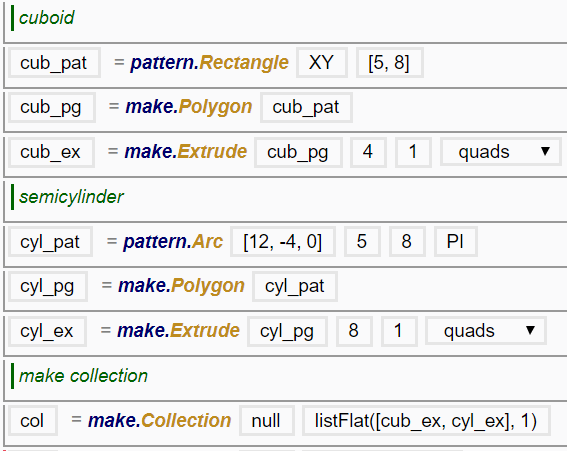 cuboid
cub_pat = pattern.Rectangle XY [5, 8]
cub_pg = make.Polygon cub_pat
cub_ex = make.Extrude cub_pg 4 1 quads ▼
semicylinder
cyl_pat = pattern.Arc [12, -4, 0] 5 8 PI
cyl_pg = make.Polygon cyl_pat
cyl_ex = make.Extrude cyl_pg 8 1 quads ▼
make collection
col = make.Collection null listFlat([cub_ex, cyl_ex], 1)